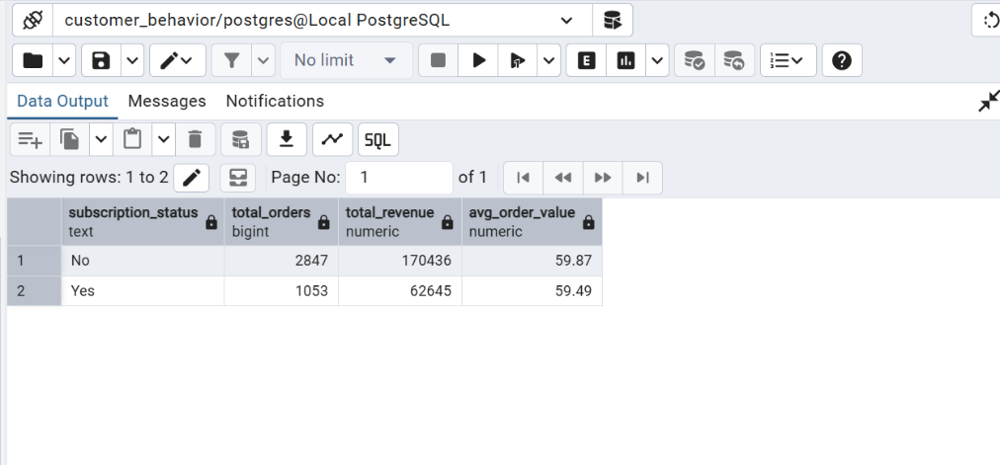 customer_behavior/postgres@Local PostgreSQL
No limit
E
Data Output Messages Notifications
SQL
Showing rows: 1 to 2 Page No: 1 of 1
subscription_status total_orders total_revenue avg_order_value
text bigint numeric numeric
1 No 2847 170436 59.87
2 Yes 1053 62645 59.49